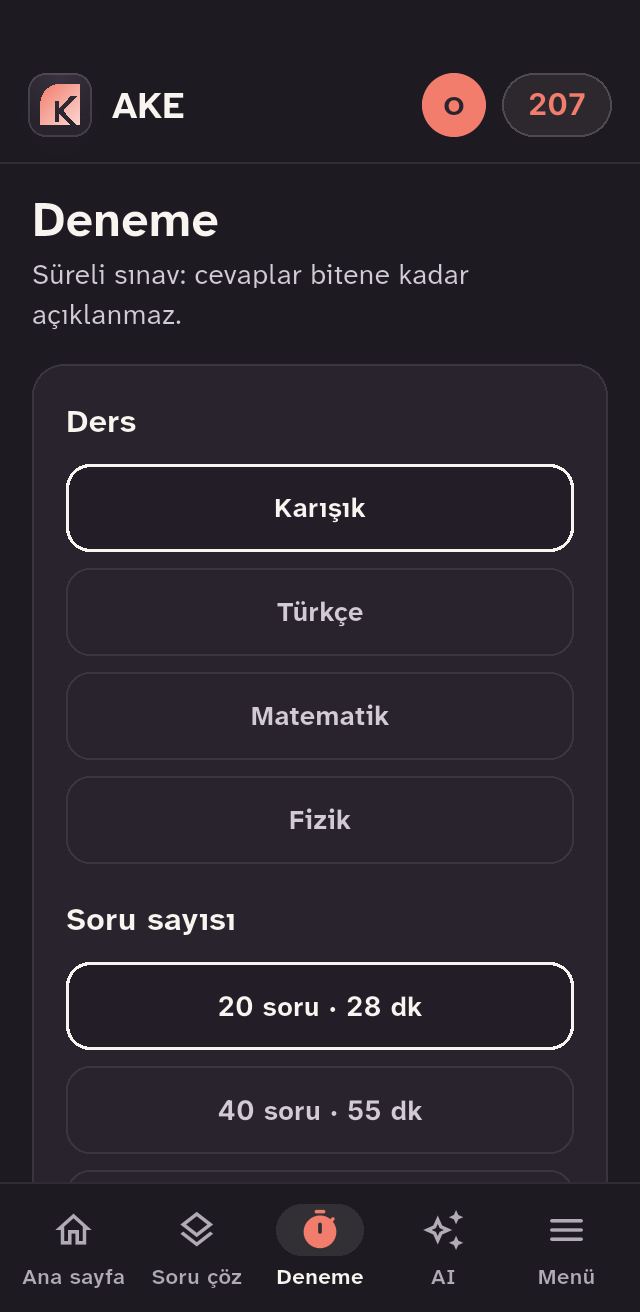 K
AKE
O
207
Deneme
Süreli sınav: cevaplar bitene kadar
açıklanmaz.
Ders
Karışık
Türkçe
Matematik
Fizik
Soru sayısı
20 soru · 28 dk
40 soru · 55 dk
Ana sayfa
Soru çöz
Deneme
AI
Menü